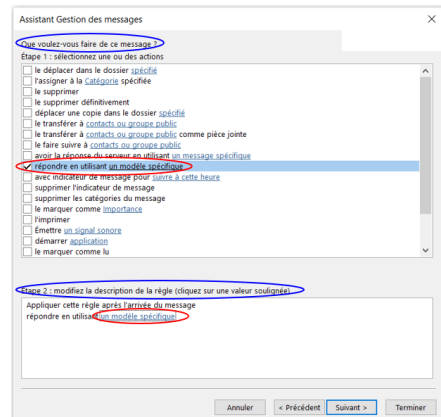 Assistant Gestion des messages
Que voulez-vous faire de ce message ?
Étape 1 : sélectionnez une ou des actions
le déplacer dans le dossier spécifié
l'assigner à la Catégorie spécifiée
le supprimer
le supprimer définitivement
déplacer une copie dans le dossier spécifié
le transférer à contacts ou groupe public
le transférer à contacts ou groupe public comme pièce jointe
le faire suivre à contacts ou groupe public
avoir la réponse du serveur en utilisant un message spécifique
répondre en utilisant un modèle spécifique
avec indicateur de message pour suivre à cette heure
supprimer l'indicateur de message
supprimer les catégories du message
le marquer comme Importance
l'imprimer
Émettre un signal sonore
démarrer application
le marquer comme lu
Étape 2 : modifiez la description de la règle (cliquez sur une valeur soulignée)
Appliquer cette règle après l'arrivée du message
répondre en utilisant un modèle spécifique
Annuler
< Précédent
Suivant >
Terminer